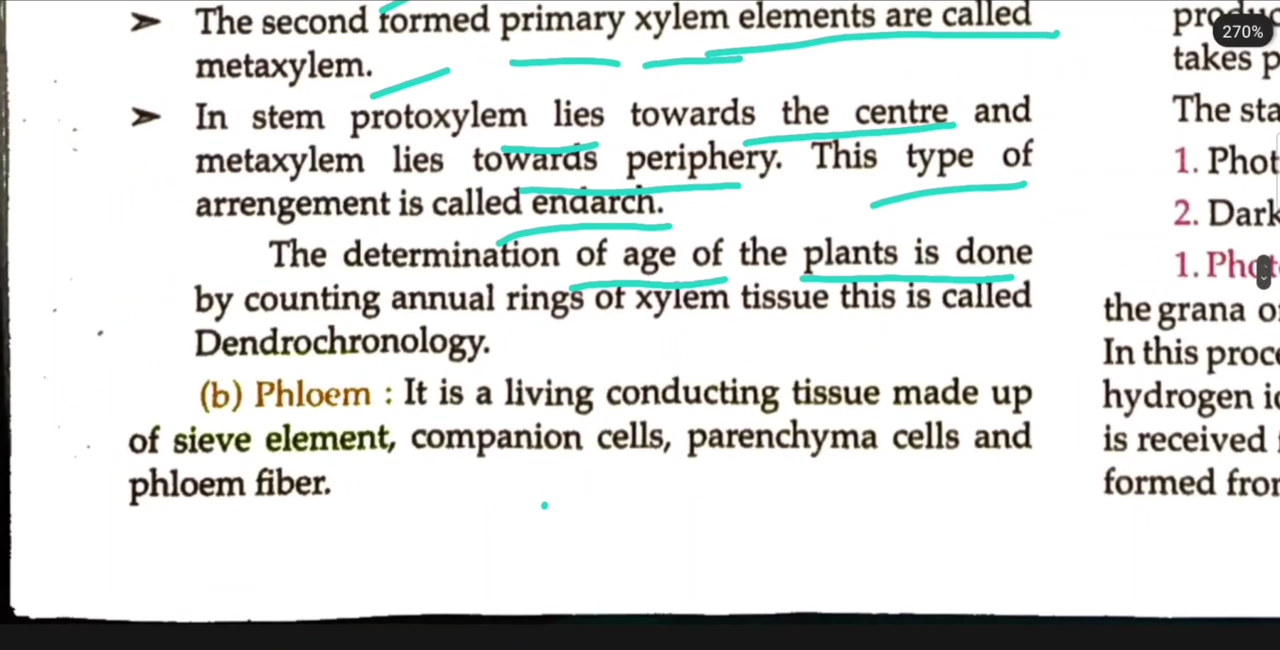 ➤ The second formed primary xylem elements are called
metaxylem.
➤ In stem protoxylem lies towards the centre and
metaxylem lies towards periphery. This type of
arrengement is called endarch.
The determination of age of the plants is done
by counting annual rings of xylem tissue this is called
Dendrochronology.
(b) Phloem : It is a living conducting tissue made up
of sieve element, companion cells, parenchyma cells and
phloem fiber.
270%
takes p
The sta
1. Phot
2. Dark
1. Phot
the grana o
In this proce
hydrogen i
is received
formed fro